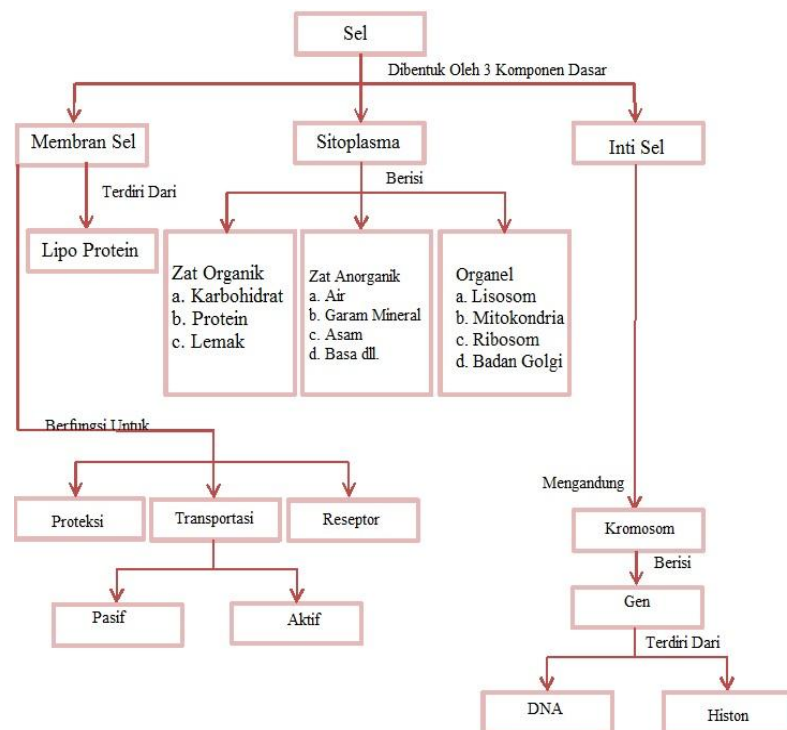 Sel
Dibentuk Oleh 3 Komponen Dasar
Membran Sel
Sitoplasma
Inti Sel
Terdiri Dari
Berisi
Lipo Protein
Zat Organik
a. Karbohidrat
b. Protein
c. Lemak
Zat Anorganik
a. Air
b. Garam Mineral
c. Asam
d. Basa dll.
Organel
a. Lisosom
b. Mitokondria
c. Ribosom
d. Badan Golgi
Berfungsi Untuk
Proteksi
Transportasi
Reseptor
Pasif
Aktif
Mengandung
Kromosom
Berisi
Gen
Terdiri Dari
DNA
Histon